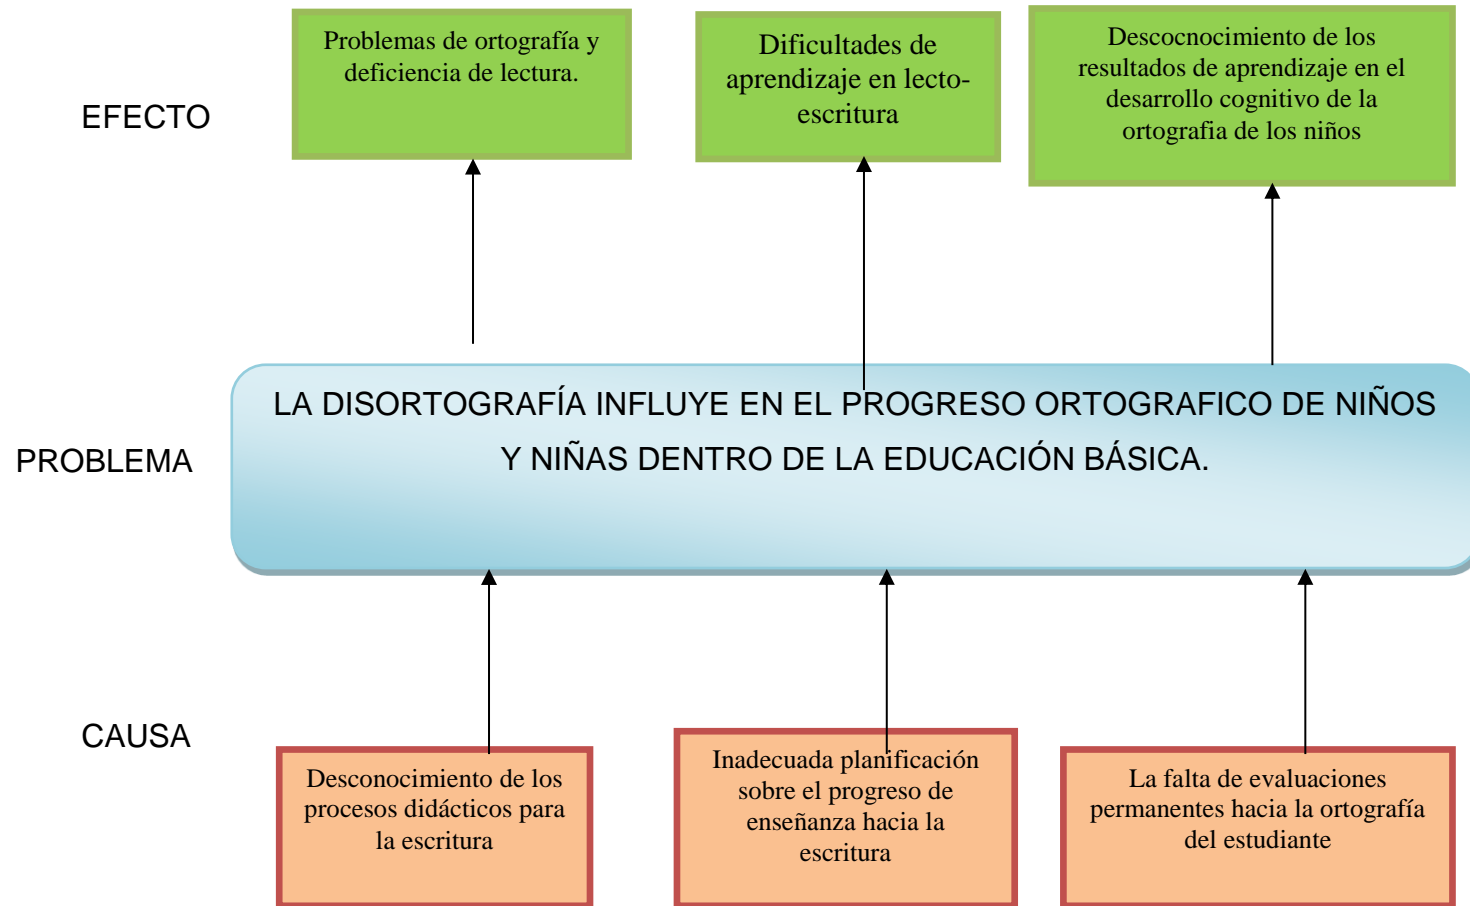 Problemas de ortografía y
deficiencia de lectura.
Dificultades de
aprendizaje en lecto-
escritura
Descocnocimiento de los
resultados de aprendizaje en el
desarrollo cognitivo de la
ortografia de los niños
EFECTO
LA DISORTOGRAFÍA INFLUYE EN EL PROGRESO ORTOGRAFICO DE NIÑOS
Y NIÑAS DENTRO DE LA EDUCACIÓN BÁSICA.
PROBLEMA
CAUSA
Desconocimiento de los
procesos didácticos para
la escritura
Inadecuada planificación
sobre el progreso de
enseñanza hacia la
escritura
La falta de evaluaciones
permanentes hacia la ortografía
del estudiante